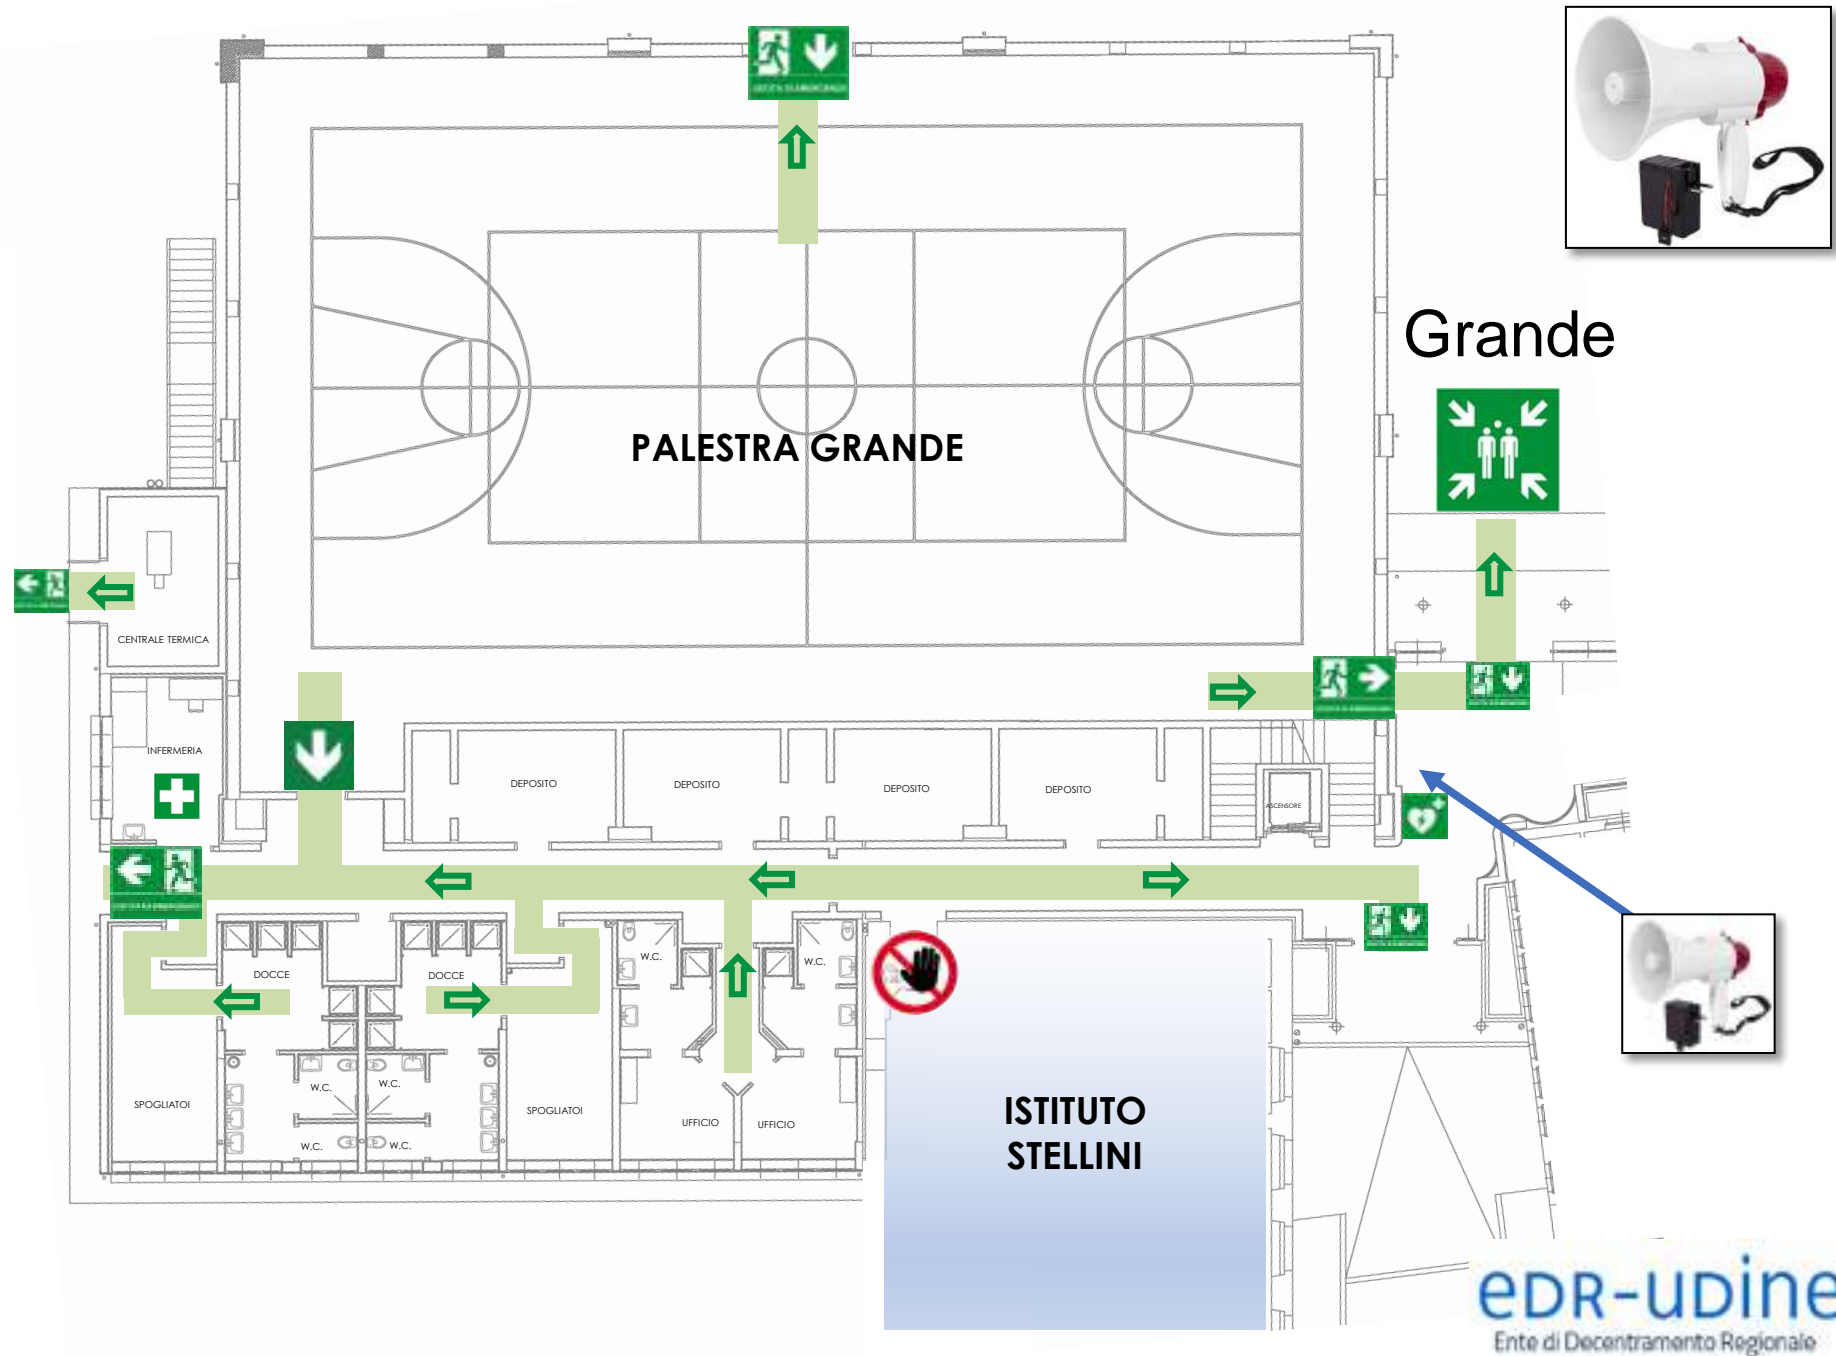 Grande
PALESTRA GRANDE
CENTRALE TERMICA
INFERMERIA
DEPOSITO
DEPOSITO
DEPOSITO
DEPOSITO
ASCENSORE
W.C.
W.C.
DOCCE
DOCCE
W.C.
W.C.
SPOGLIATOI
SPOGLIATOI
UFFICIO
UFFICIO
W.C.
W.C.
ISTITUTO
STELLINI
eDR-uDine
Ente di Decentramento Regionale